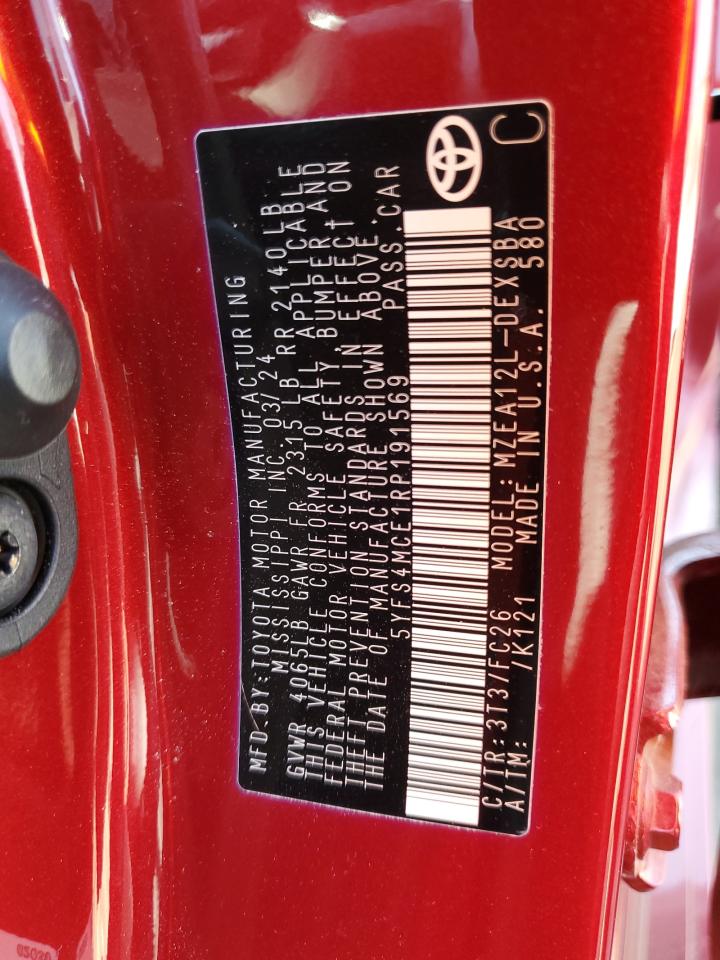 MFD.BY:TOYOTA MOTOR MANUFACTURING
MISSISSIPPI INC 03/24
GVWR 4065LB GAWR FR 2315 LB RR 2140LB
THIS VEHICLE CONFORMS TO ALL APPLICABLE
FEDERAL MOTOR VEHICLE SAFETY BUMPER, AND
THEFT PREVENTION STANDARDS IN EFFECT ON
THE DATE OF MANUFACTURE SHOWN ABOVE.
5YFS4MCE1RP191569 PASS.CAR
C/TR:3T3/FC26 MODEL:MZEA12L-DEXSBA
A/TM: /K121 MADE IN U.S.A. 580
C